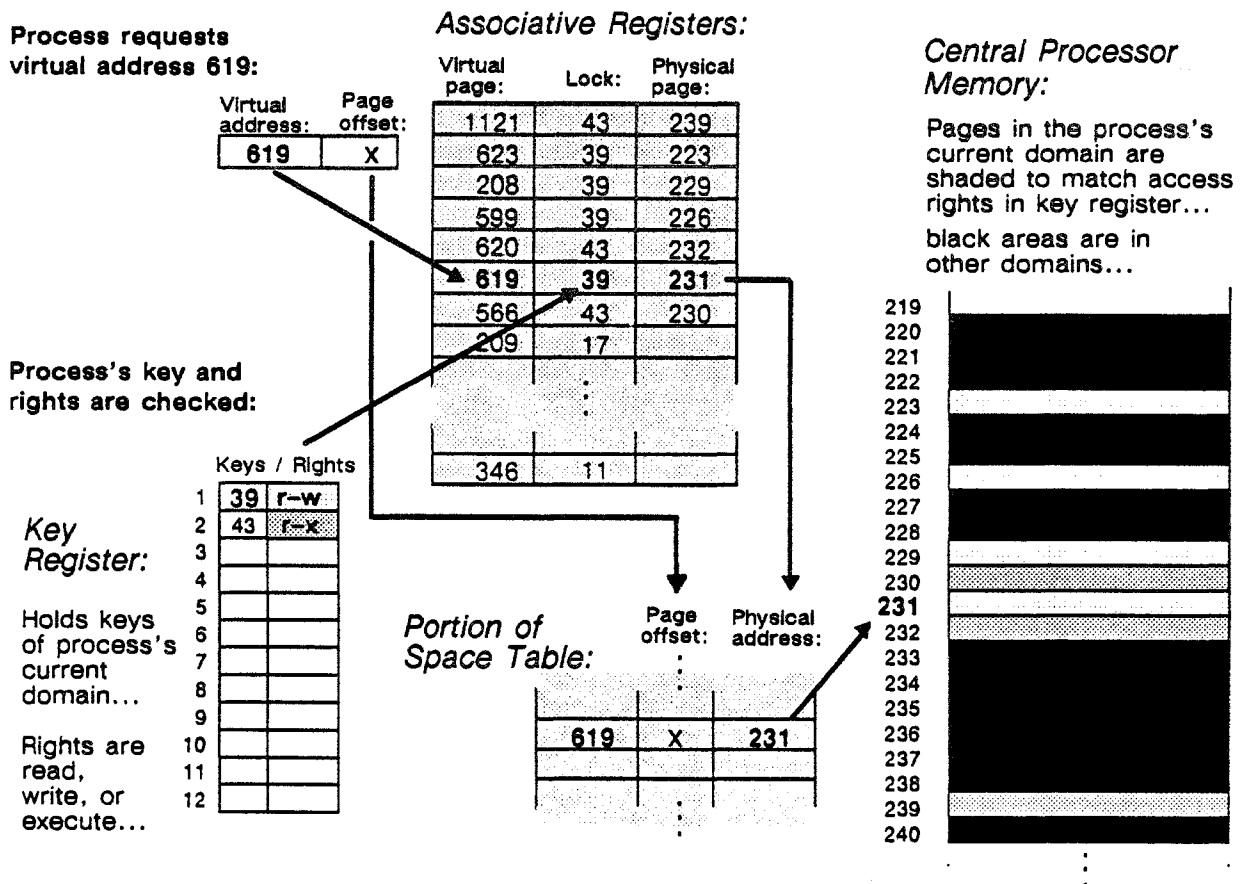 Process requests
virtual address 619:
Virtual address: Page offset:
619 X
Associative Registers:
Virtual page: Lock: Physical page:
1121 43 239
623 39 223
208 39 229
599 39 226
620 43 232
619 39 231
566 43 230
209 17
346 11
Process's key and
rights are checked:
Keys / Rights
1 39 r-w
2 43 r-x
3
4
5
6
7
8
9
10
11
12
Key
Register:
Holds keys
of process's
current
domain...
Rights are
read,
write, or
execute...
Portion of
Space Table:
Page offset: Physical address:
619 X 231
Central Processor
Memory:
Pages in the process's
current domain are
shaded to match access
rights in key register...
black areas are in
other domains...
219
220
221
222
223
224
225
226
227
228
229
230
231
232
233
234
235
236
237
238
239
240